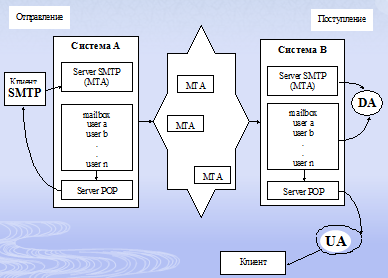 Отправление
Поступление
Система A
Server SMTP
(MTA)
Клиент
SMTP
mailbox
user a
user b
.
.
user n
Server POP
MTA
MTA
MTA
Система B
Server SMTP
(MTA)
mailbox
user a
user b
.
.
user n
Server POP
DA
UA
Клиент